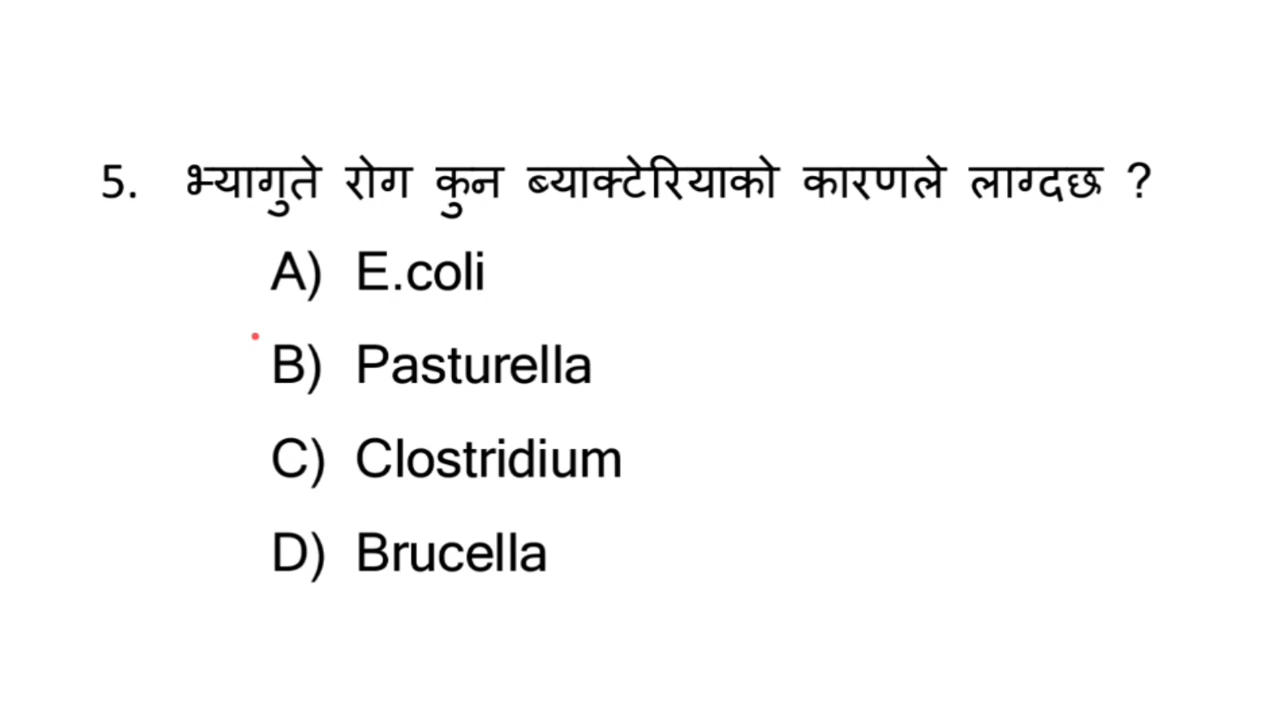 5. भ्यागुते रोग कुन ब्याक्टेरियाको कारणले लाग्दछ ?
A) E.coli
B) Pasturella
C) Clostridium
D) Brucella